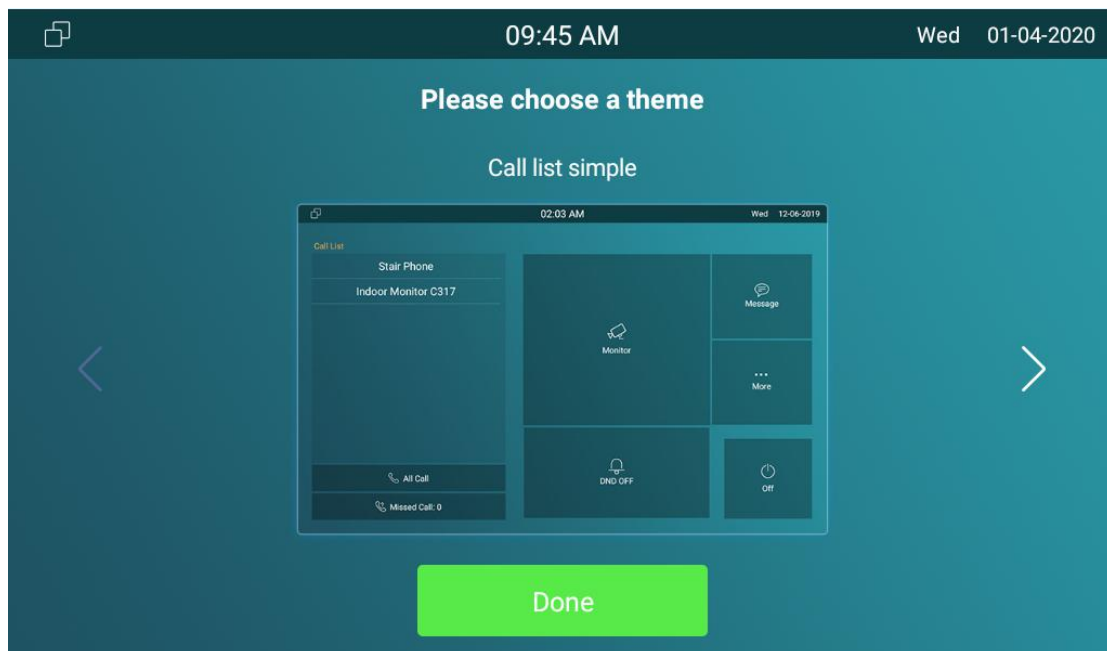 09:45 AM
Wed 01-04-2020
Please choose a theme
Call list simple
02:03 AM
Wed 12-06-2019
Call List
Stair Phone
Indoor Monitor C317
Monitor
Message
More
DND OFF
Off
All Call
Missed Call: 0
Done